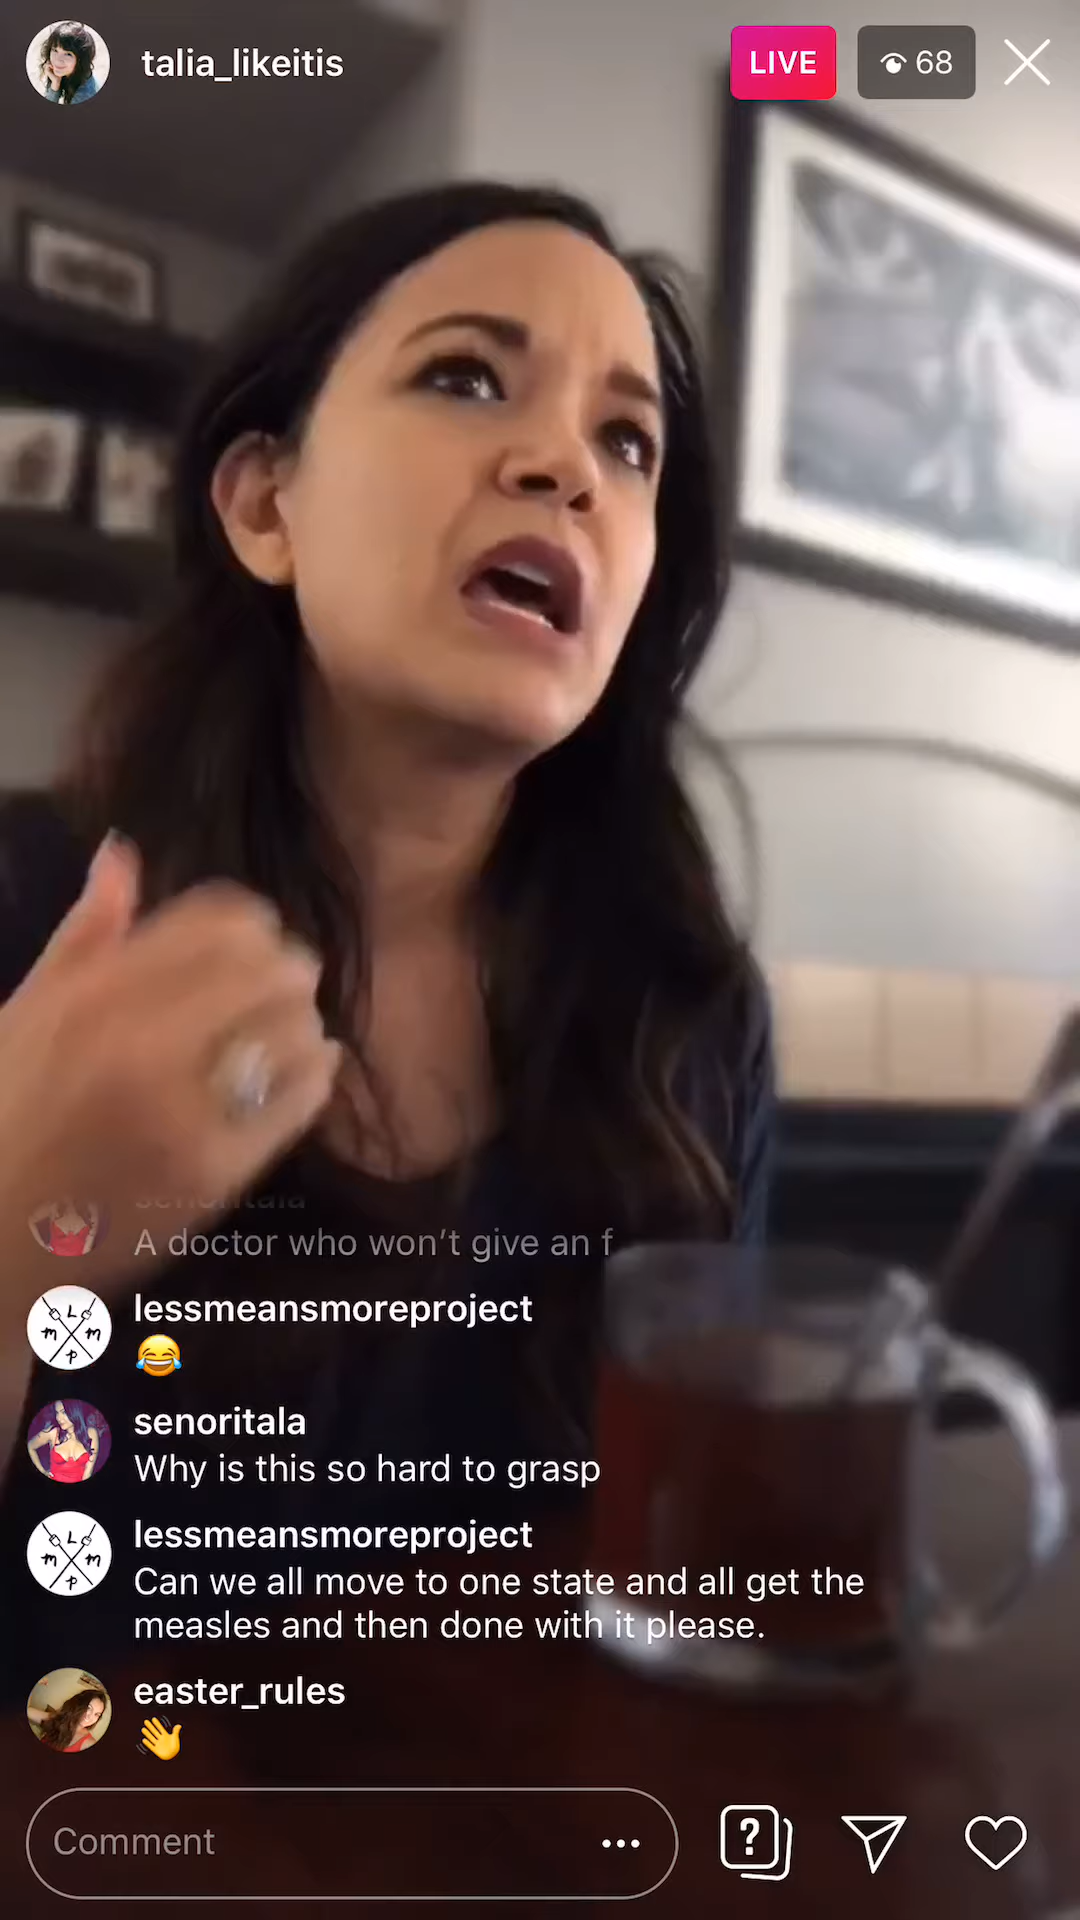 talia_likeitis
LIVE
68
senoritala
A doctor who won't give an f
lessmeansmoreproject
😂
senoritala
Why is this so hard to grasp
lessmeansmoreproject
Can we all move to one state and all get the
measles and then done with it please.
easter_rules
👋
Comment